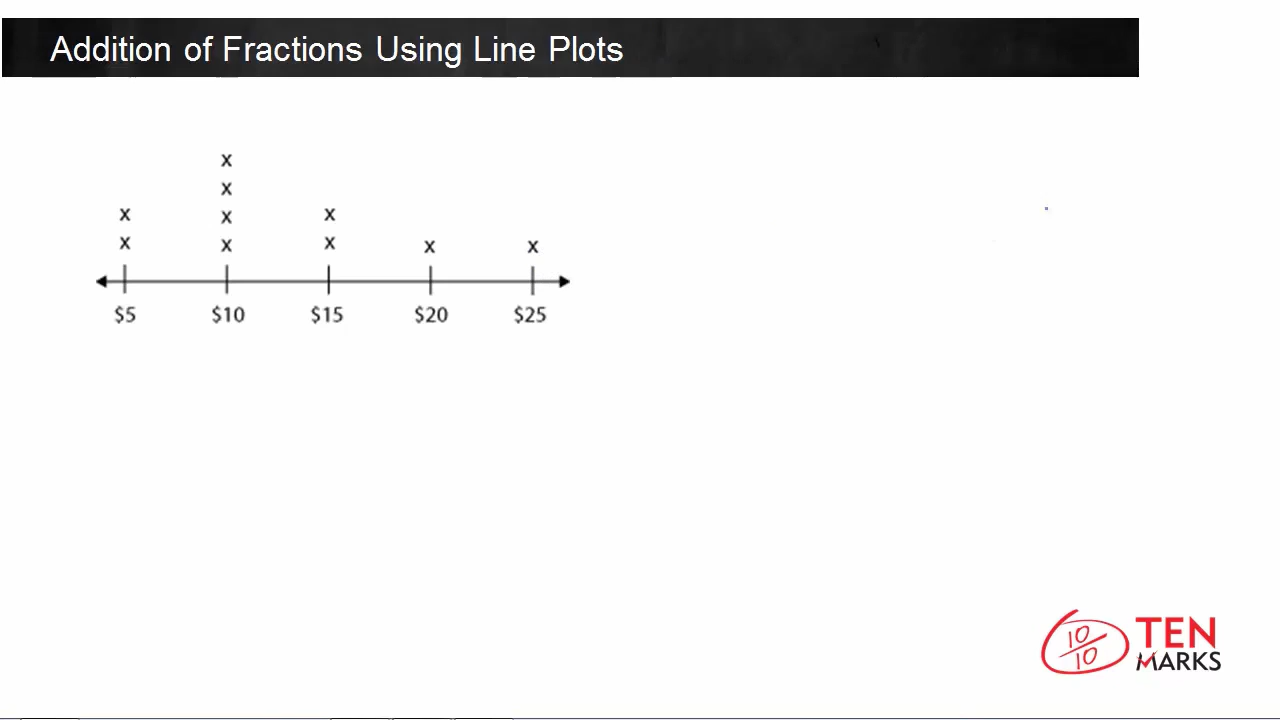 Addition of Fractions Using Line Plots
x
x
x x x
x x x x x
$5 $10 $15 $20 $25
10
10
TEN
MARKS